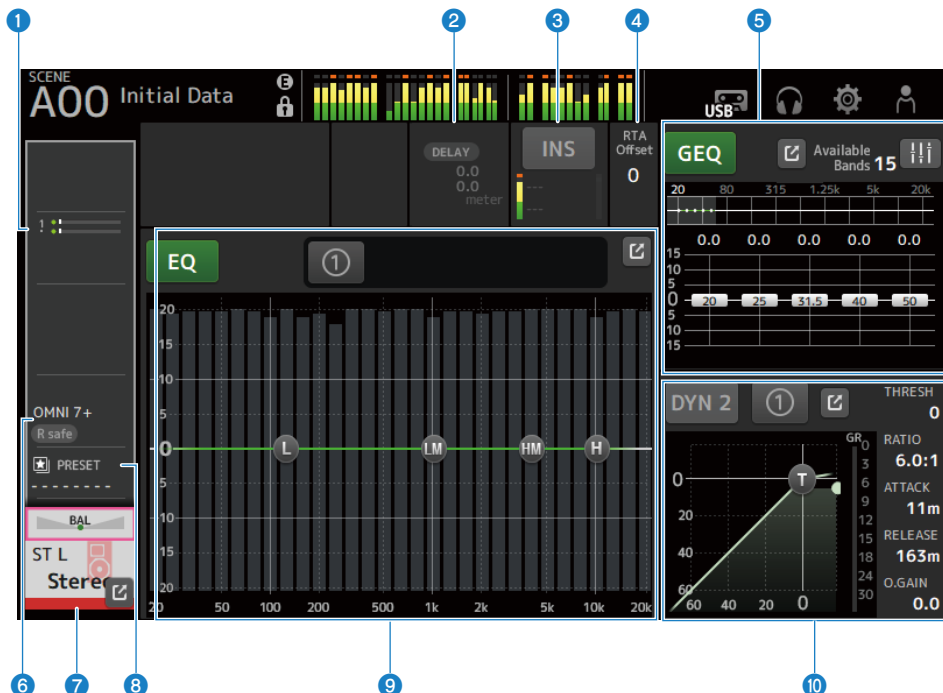 1 2 3 4 5
SCENE
A00 Initial Data E
USB
DELAY
0.0
0.0
meter
INS
---
---
RTA
Offset
0
GEQ Available
Bands 15
20 80 315 1.25k 5k 20k
0.0 0.0 0.0 0.0 0.0
15
10
5
0 20 25 31.5 40 50
5
10
15
1
EQ 1
20
15
10
5
0 L LM HM H
5
10
15
20
20 50 100 200 500 1k 2k 5k 10k 20k
OMNI 7+
R safe
PRESET
--------
BAL
ST L
Stereo
DYN 2 1
THRESH
0
RATIO
6.0:1
ATTACK
11m
RELEASE
163m
O.GAIN
0.0
GR
0
3
6
9
12
15
18
24
30
T
0
20
40
60
60 40 20 0
6 7 8 9 10